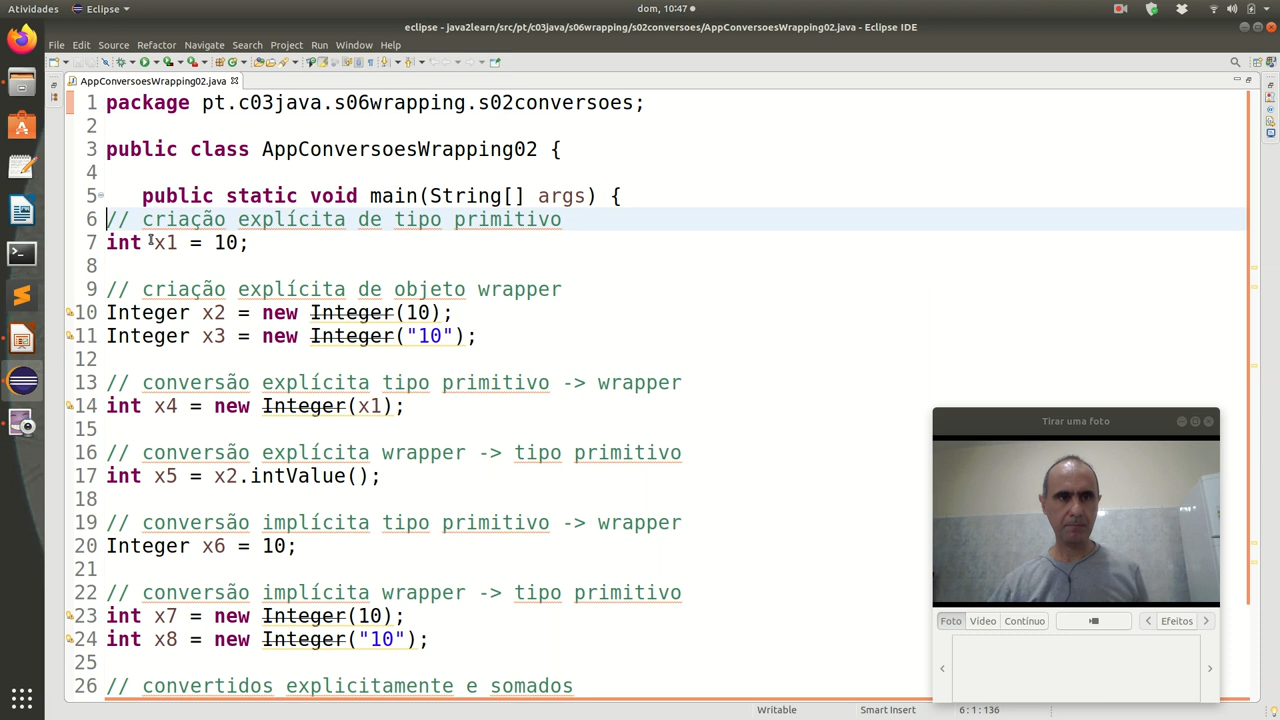 Atividades
Eclipse
dom, 10:47
eclipse - java2learn/src/pt/c03java/s06wrapping/s02conversoes/AppConversoesWrapping02.java - Eclipse IDE
File Edit Source Refactor Navigate Search Project Run Window Help
AppConversoesWrapping02.java
1 package pt.c03java.s06wrapping.s02conversoes;
2
3 public class AppConversoesWrapping02 {
4
5 public static void main(String[] args) {
6 // criação explícita de tipo primitivo
7 int x1 = 10;
8
9 // criação explícita de objeto wrapper
10 Integer x2 = new Integer(10);
11 Integer x3 = new Integer("10");
12
13 // conversão explícita tipo primitivo -> wrapper
14 int x4 = new Integer(x1);
15
16 // conversão explícita wrapper -> tipo primitivo
17 int x5 = x2.intValue();
18
19 // conversão implícita tipo primitivo -> wrapper
20 Integer x6 = 10;
21
22 // conversão implícita wrapper -> tipo primitivo
23 int x7 = new Integer(10);
24 int x8 = new Integer("10");
25
26 // convertidos explicitamente e somados
Tirar uma foto
Foto Vídeo Contínuo Efeitos
Writable Smart Insert 6 : 1 : 136